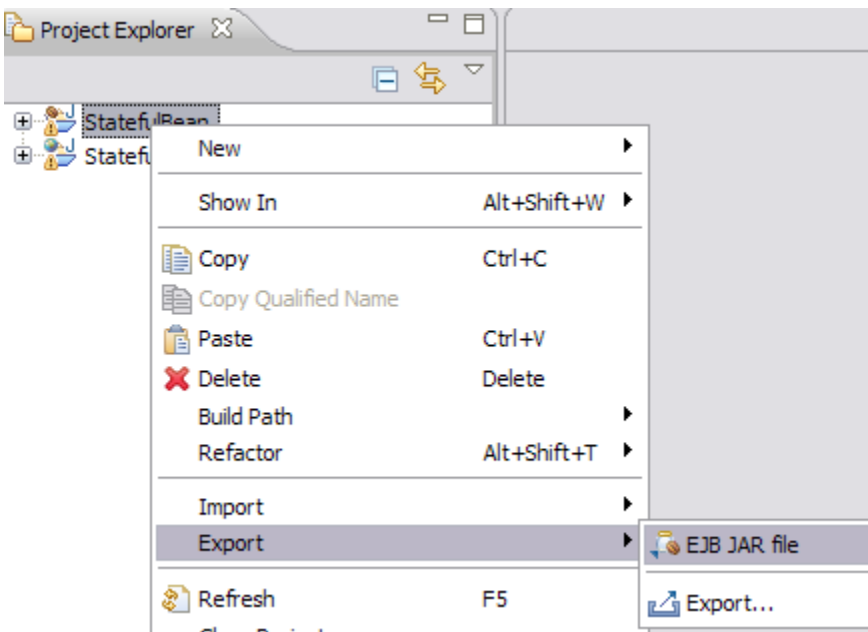 Project Explorer
StatefulBean
Stateful
New
Show In Alt+Shift+W
Copy Ctrl+C
Copy Qualified Name
Paste Ctrl+V
Delete Delete
Build Path
Refactor Alt+Shift+T
Import
Export
EJB JAR file
Refresh F5
Export...